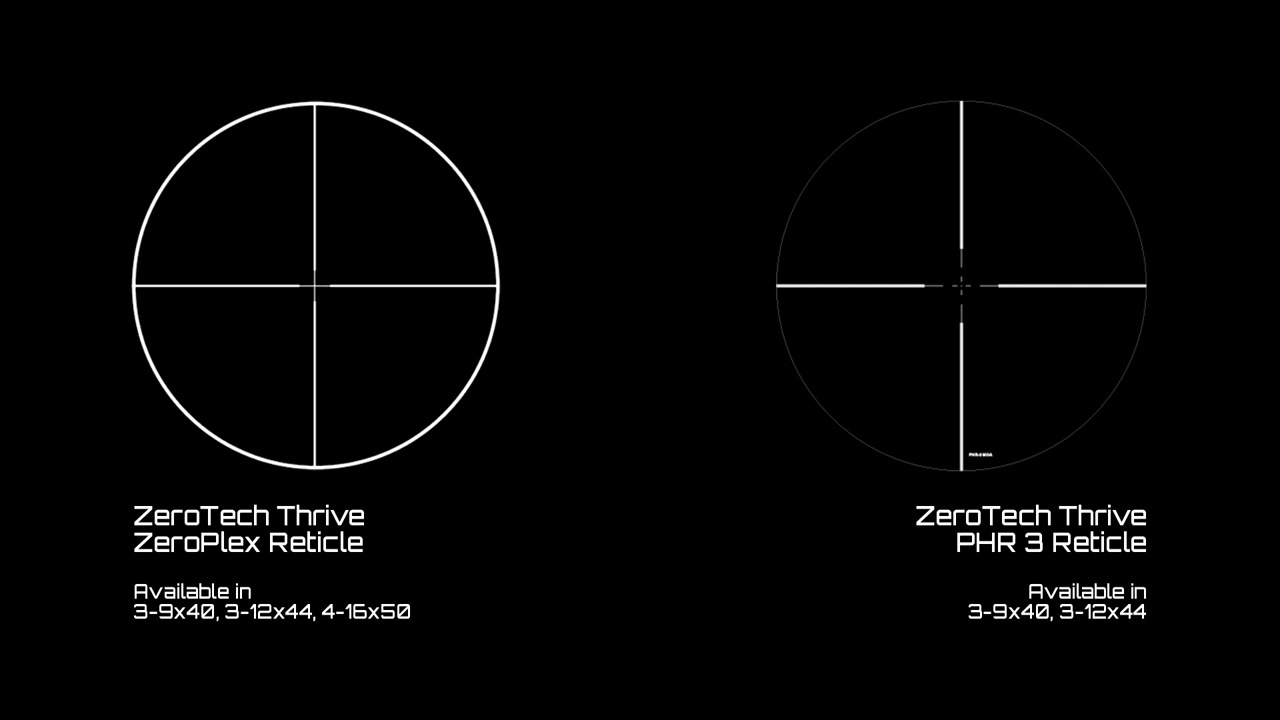 ZeroTech Thrive
ZeroPlex Reticle
Available in
3-9x40, 3-12x44, 4-16x50
ZeroTech Thrive
PHR 3 Reticle
Available in
3-9x40, 3-12x44